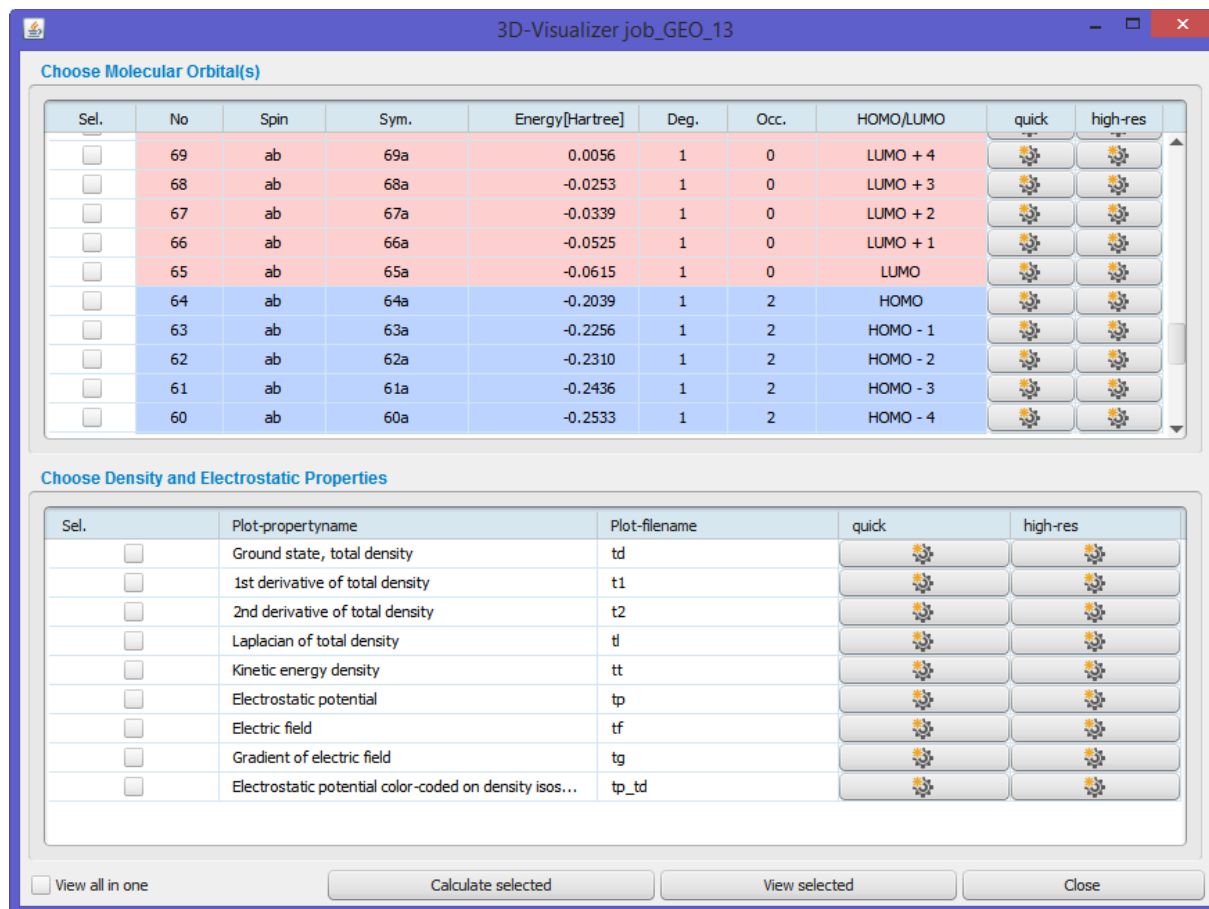 3D-Visualizer job_GEO_13
Choose Molecular Orbital(s)
Sel. No Spin Sym. Energy[Hartree] Deg. Occ. HOMO/LUMO quick high-res
69 ab 69a 0.0056 1 0 LUMO + 4
68 ab 68a -0.0253 1 0 LUMO + 3
67 ab 67a -0.0339 1 0 LUMO + 2
66 ab 66a -0.0525 1 0 LUMO + 1
65 ab 65a -0.0615 1 0 LUMO
64 ab 64a -0.2039 1 2 HOMO
63 ab 63a -0.2256 1 2 HOMO - 1
62 ab 62a -0.2310 1 2 HOMO - 2
61 ab 61a -0.2436 1 2 HOMO - 3
60 ab 60a -0.2533 1 2 HOMO - 4
Choose Density and Electrostatic Properties
Sel. Plot-propertyname Plot-filename quick high-res
Ground state, total density td
1st derivative of total density t1
2nd derivative of total density t2
Laplacian of total density tl
Kinetic energy density tt
Electrostatic potential tp
Electric field tf
Gradient of electric field tg
Electrostatic potential color-coded on density isos... tp_td
View all in one Calculate selected View selected Close